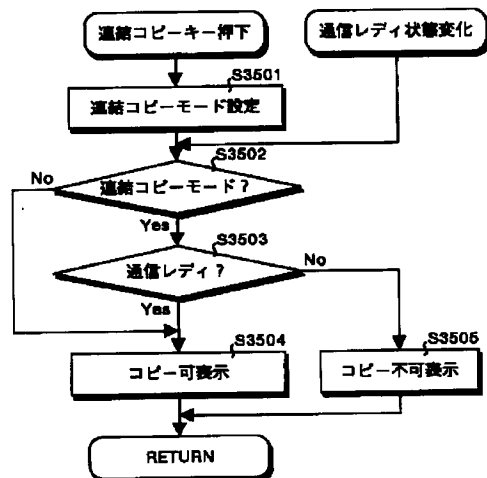 連結コピーキー押下
通信レディ状態変化
S3501
連結コピーモード設定
S3502
No
連結コピーモード?
Yes
S3503
通信レディ?
No
Yes
S3504
コピー可表示
S3505
コピー不可表示
RETURN